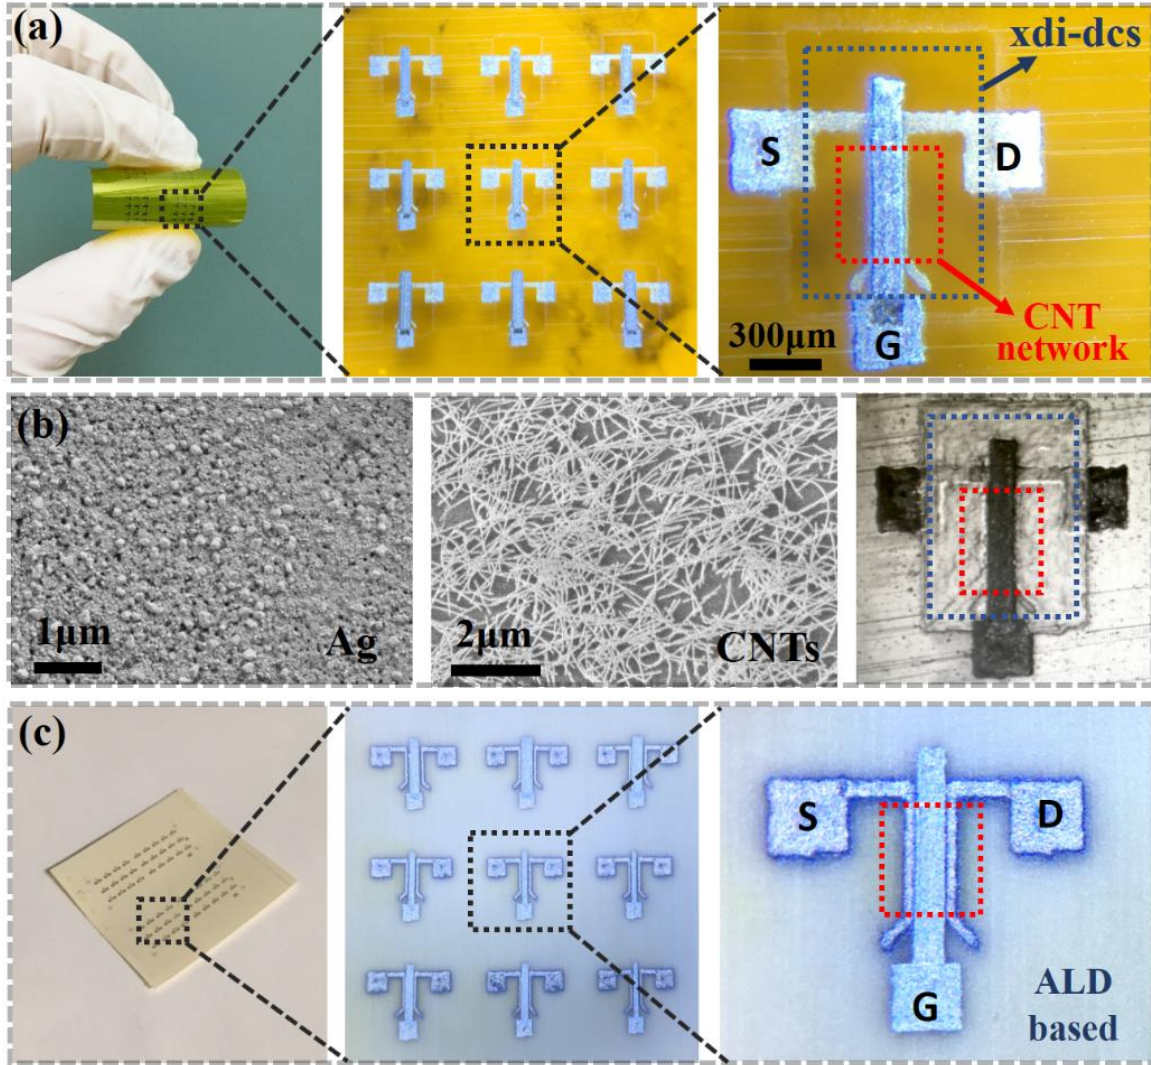 (a)
xdi-dcs
S
D
G
300µm
CNT
network
(b)
1µm
Ag
2µm
CNTs
(c)
S
D
G
ALD
based